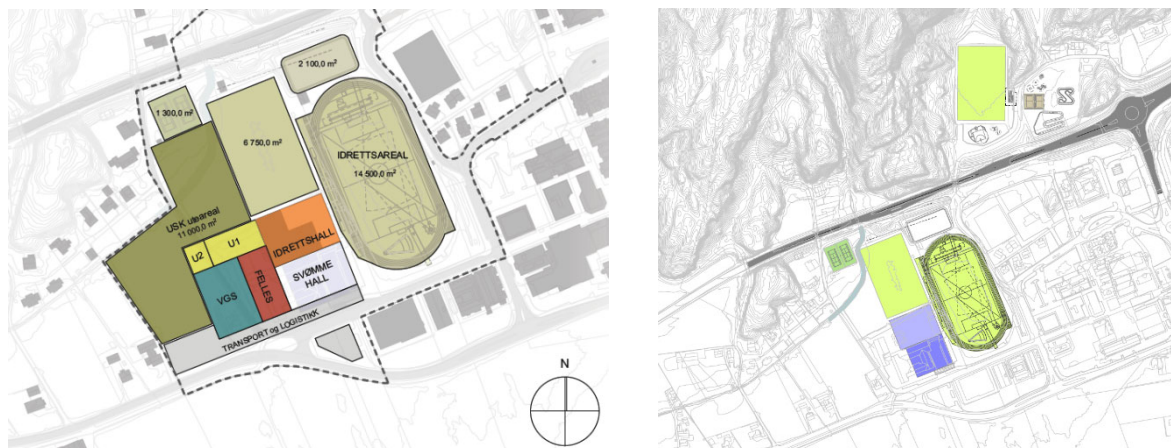 2 100,0 m²
1 300,0 m²
6 750,0 m²
IDRETTSAREAL
14 500,0 m²
USK uteareal
11 000,0 m²
U2
U1
IDRETTSHALL
VGS
FELLES
SVØMME
HALL
TRANSPORT og LOGISTIKK
N